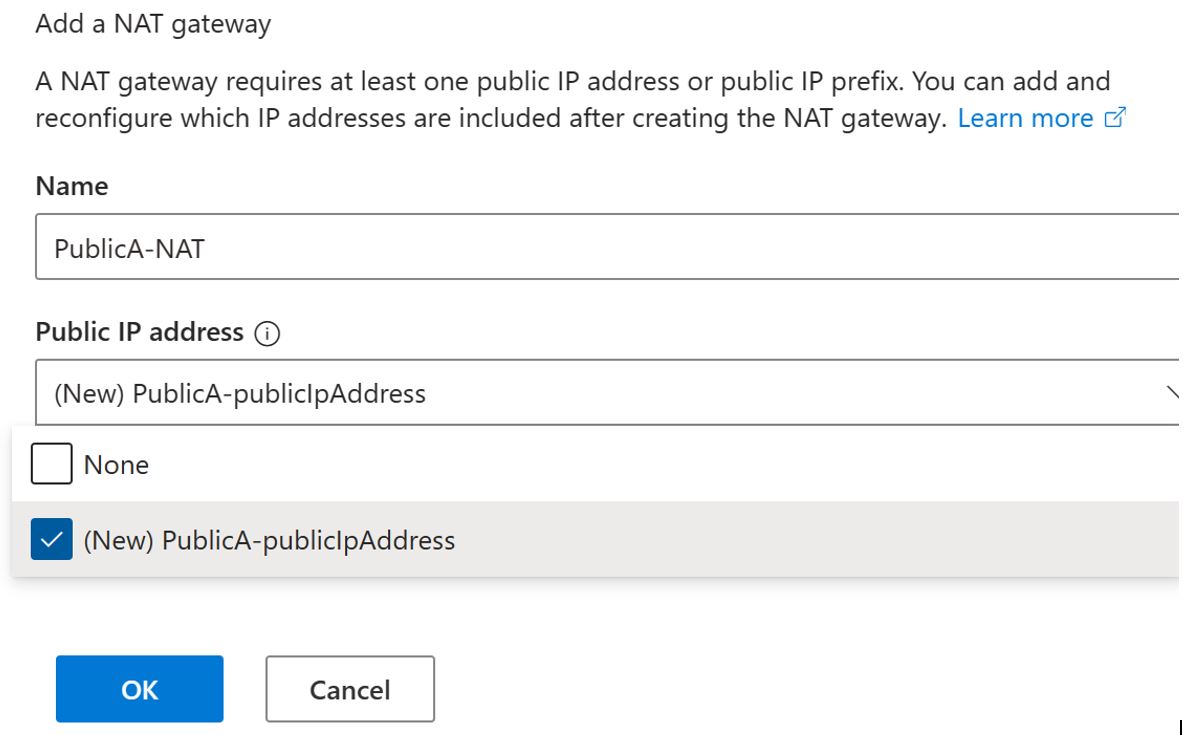 Add a NAT gateway
A NAT gateway requires at least one public IP address or public IP prefix. You can add and
reconfigure which IP addresses are included after creating the NAT gateway. Learn more
Name
PublicA-NAT
Public IP address
(New) PublicA-publicIpAddress
None
(New) PublicA-publicIpAddress
OK Cancel